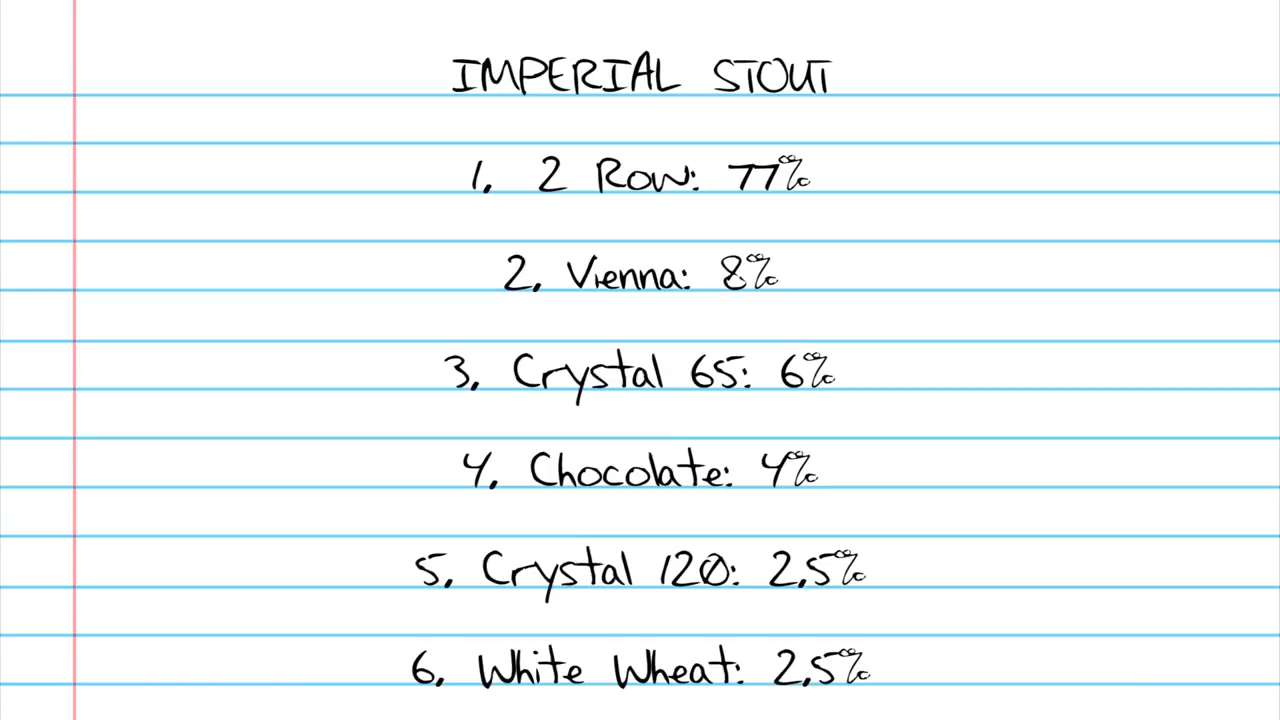 IMPERIAL STOUT
1. 2 Row: 77%
2. Vienna: 8%
3. Crystal 65: 6%
4. Chocolate: 4%
5. Crystal 120: 2.5%
6. White Wheat: 2.5%